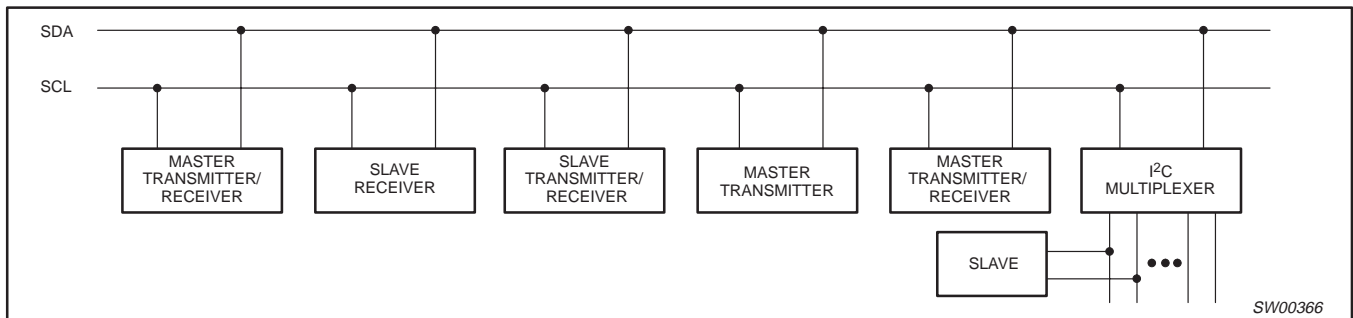 SDA
SCL
MASTER
TRANSMITTER/
RECEIVER
SLAVE
RECEIVER
SLAVE
TRANSMITTER/
RECEIVER
MASTER
TRANSMITTER
MASTER
TRANSMITTER/
RECEIVER
I²C
MULTIPLEXER
SLAVE
SW00366